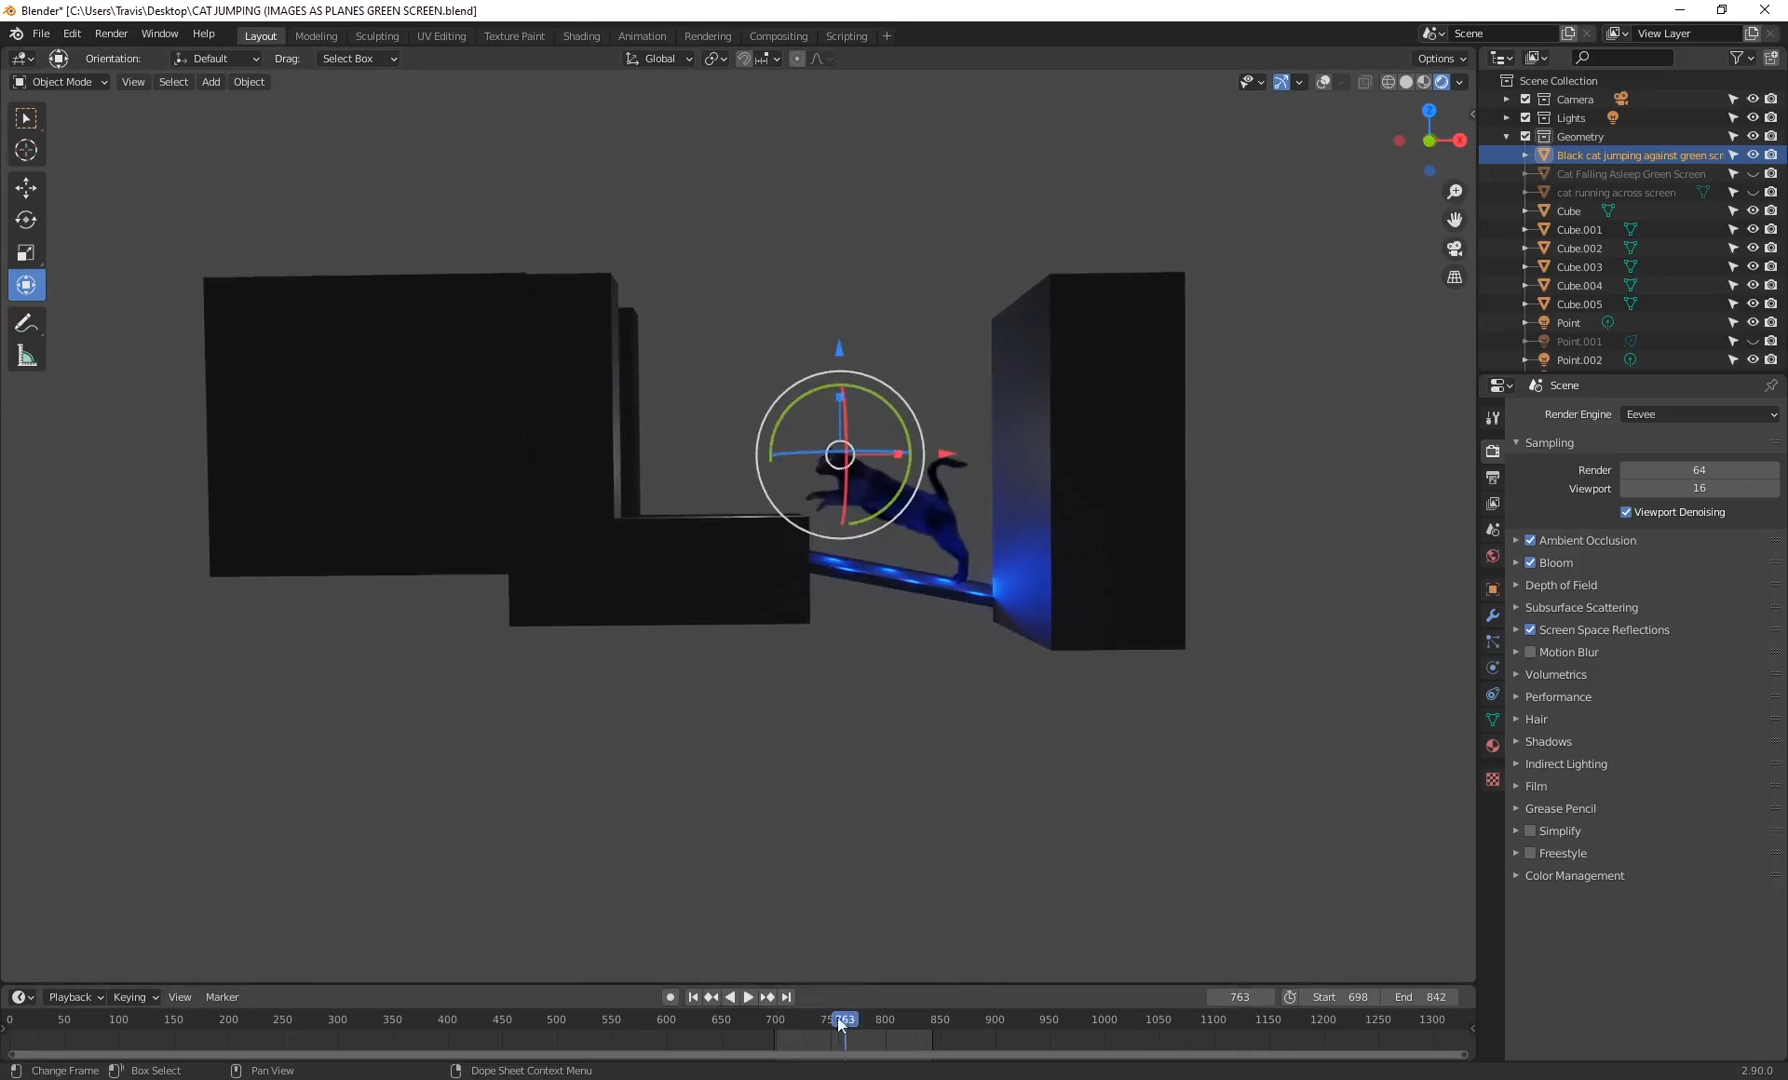 Blender* [C:\Users\Travis\Desktop\CAT JUMPING (IMAGES AS PLANES GREEN SCREEN.blend]
File Edit Render Window Help Layout Modeling Sculpting UV Editing Texture Paint Shading Animation Rendering Compositing Scripting + Scene View Layer
Orientation: Default Drag: Select Box Global Options
Object Mode View Select Add Object
Z
X
Scene Collection
Camera
Lights
Geometry
Black cat jumping against green scr
Cat Falling Asleep Green Screen
cat running across screen
Cube
Cube.001
Cube.002
Cube.003
Cube.004
Cube.005
Point
Point.001
Point.002
Scene
Render Engine Eevee
Sampling
Render 64
Viewport 16
Viewport Denoising
Ambient Occlusion
Bloom
Depth of Field
Subsurface Scattering
Screen Space Reflections
Motion Blur
Volumetrics
Performance
Hair
Shadows
Indirect Lighting
Film
Grease Pencil
Simplify
Freestyle
Color Management
Playback Keying View Marker 763 Start 698 End 842
0 50 100 150 200 250 300 350 400 450 500 550 600 650 700 763 800 850 900 950 1000 1050 1100 1150 1200 1250 1300
Change Frame Box Select Pan View Dope Sheet Context Menu 2.90.0